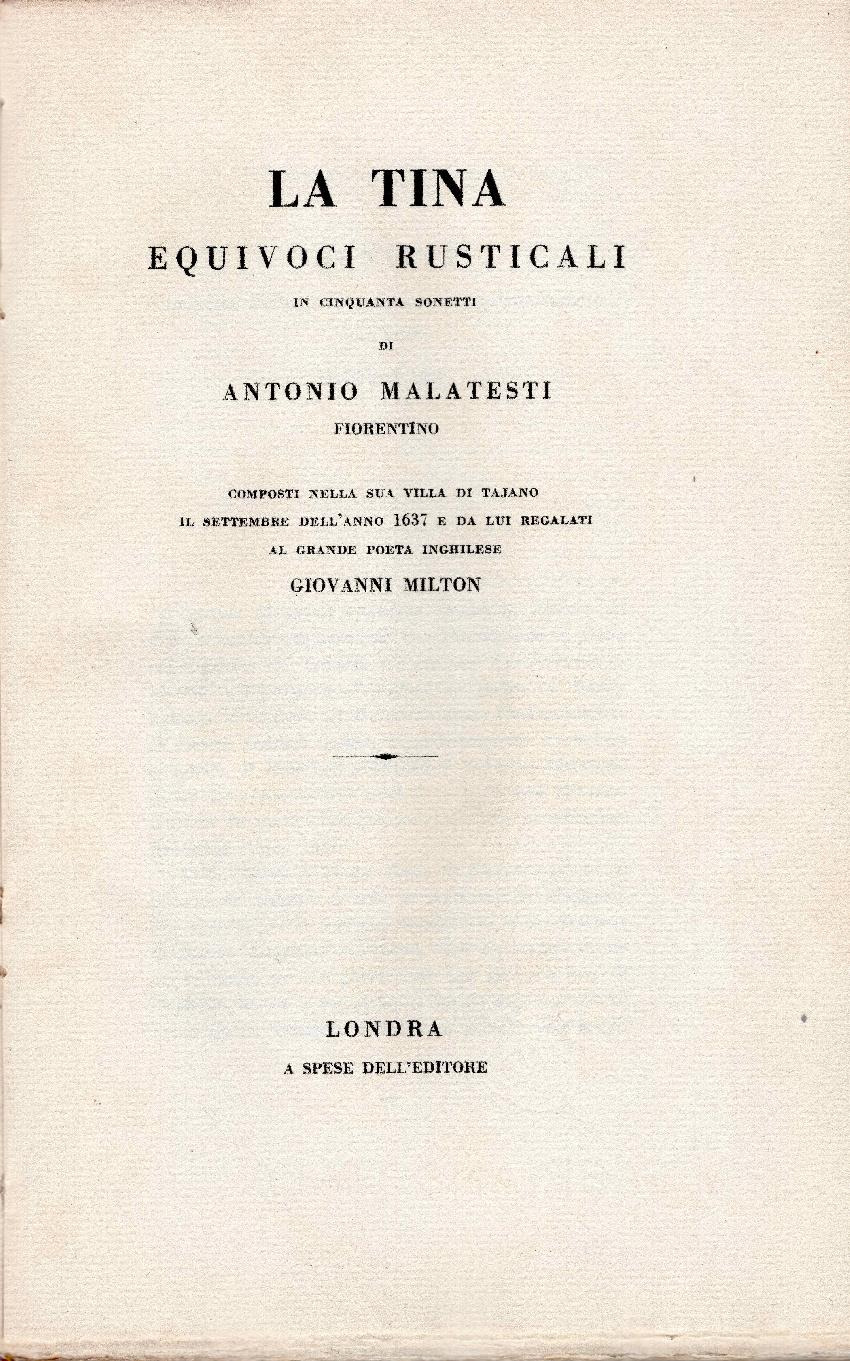 LA TINA
EQUIVOCI RUSTICALI
IN CINQUANTA SONETTI
DI
ANTONIO MALATESTI
FIORENTINO
COMPOSTI NELLA SUA VILLA DI TAJANO
IL SETTEMBRE DELL'ANNO 1637 E DA LUI REGALATI
AL GRANDE POETA INGHILESE
GIOVANNI MILTON
LONDRA
A SPESE DELL'EDITORE